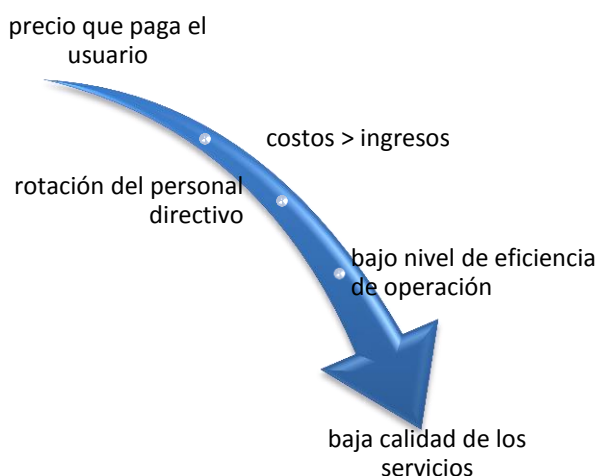 precio que paga el
usuario
costos > ingresos
rotación del personal
directivo
bajo nivel de eficiencia
de operación
baja calidad de los
servicios